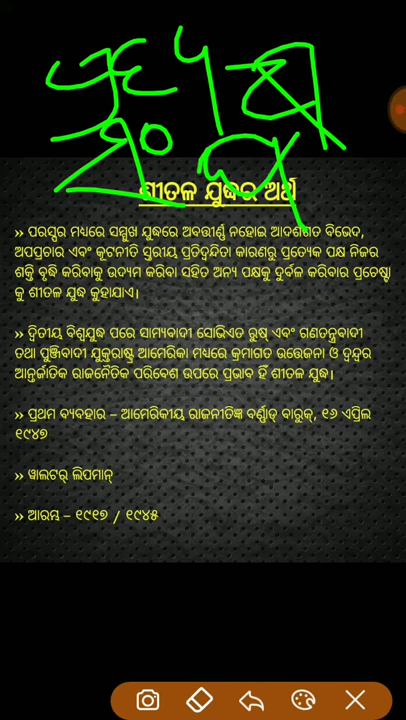 ଶୀତଳ ଯୁଦ୍ଧର ଅର୍ଥ
›› ପରସ୍ପର ମଧ୍ୟରେ ସମ୍ମୁଖ ଯୁଦ୍ଧରେ ଅବତୀର୍ଣ୍ଣ ନହୋଇ ଆଦର୍ଶଗତ ବିଭେଦ,
ଅପପ୍ରଚାର ଏବଂ କୂଟନୀତି ସ୍ତରୀୟ ପ୍ରତିଦ୍ୱନ୍ଦିତା କାରଣରୁ ପ୍ରତ୍ୟେକ ପକ୍ଷ ନିଜର
ଶକ୍ତି ବୃଦ୍ଧି କରିବାକୁ ଉଦ୍ୟମ କରିବା ସହିତ ଅନ୍ୟ ପକ୍ଷକୁ ଦୁର୍ବଳ କରିବାର ପ୍ରଚେଷ୍ଟା
କୁ ଶୀତଳ ଯୁଦ୍ଧ କୁହାଯାଏ।
›› ଦ୍ୱିତୀୟ ବିଶ୍ୱଯୁଦ୍ଧ ପରେ ସାମ୍ୟବାଦୀ ସୋଭିଏତ ରୁଷ୍ ଏବଂ ଗଣତନ୍ତ୍ରବାଦୀ
ତଥା ପୁଞ୍ଜିବାଦୀ ଯୁକ୍ତରାଷ୍ଟ୍ର ଆମେରିକା ମଧ୍ୟରେ କ୍ରମାଗତ ଉତ୍ତେଜନା ଓ ଦ୍ୱନ୍ଦ୍ୱର
ଆନ୍ତର୍ଜାତିକ ରାଜନୈତିକ ପରିବେଶ ଉପରେ ପ୍ରଭାବ ହିଁ ଶୀତଳ ଯୁଦ୍ଧ।
›› ପ୍ରଥମ ବ୍ୟବହାର – ଆମେରିକୀୟ ରାଜନୀତିଜ୍ଞ ବର୍ଣ୍ଣାଡ୍ ବାରୁକ୍, ୧୬ ଏପ୍ରିଲ
୧୯୪୭
›› ୱାଲଟର୍ ଲିପମାନ୍
›› ଆରମ୍ଭ – ୧୯୧୭ / ୧୯୪୫